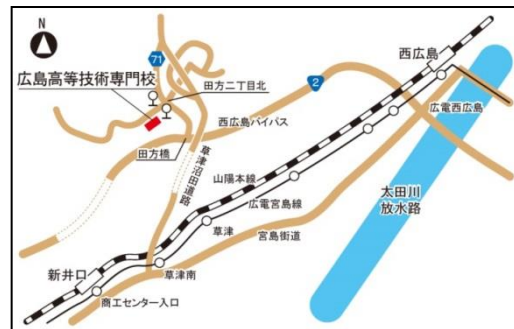 N
71
西広島
広島高等技術専門校
田方二丁目北
2
広電西広島
西広島バイパス
田方橋
草津沼田道路
山陽本線
太田川
放水路
広電宮島線
草津
宮島街道
新井口
草津南
商工センター入口